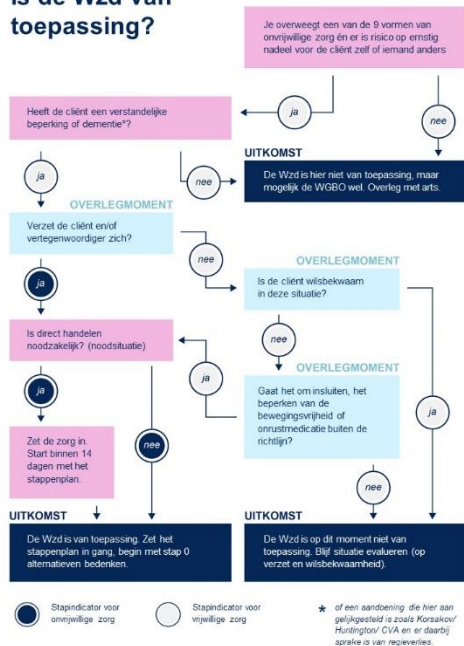 Is de Wzd van
toepassing?
Je overweegt een van de 9 vormen van
onvrijwillige zorg én er is risico op ernstig
nadeel voor de cliënt zelf of iemand anders
ja
nee
Heeft de cliënt een verstandelijke
beperking of dementie*?
UITKOMST
De Wzd is hier niet van toepassing, maar
mogelijk de WGBO wel. Overleg met arts.
ja
nee
OVERLEGMOMENT
Verzet de cliënt en/of
vertegenwoordiger zich?
nee
OVERLEGMOMENT
Is de cliënt wilsbekwaam
in deze situatie?
ja
nee
Is direct handelen
noodzakelijk? (noodsituatie)
ja
OVERLEGMOMENT
Gaat het om insluiten, het
beperken van de
bewegingsvrijheid of
onrustmedicatie buiten de
richtlijn?
ja
ja
nee
Zet de zorg in.
Start binnen 14
dagen met het
stappenplan.
nee
UITKOMST
De Wzd is van toepassing. Zet het
stappenplan in gang, begin met stap 0
alternatieven bedenken.
UITKOMST
De Wzd is op dit moment niet van
toepassing. Blijf situatie evalueren (op
verzet en wilsbekwaamheid).
Stapindicator voor
onvrijwillige zorg
Stapindicator voor
vrijwillige zorg
* of een aandoening die hier aan
gelijkgesteld is zoals Korsakov/
Huntington/ CVA en er daarbij
sprake is van regieverlies.